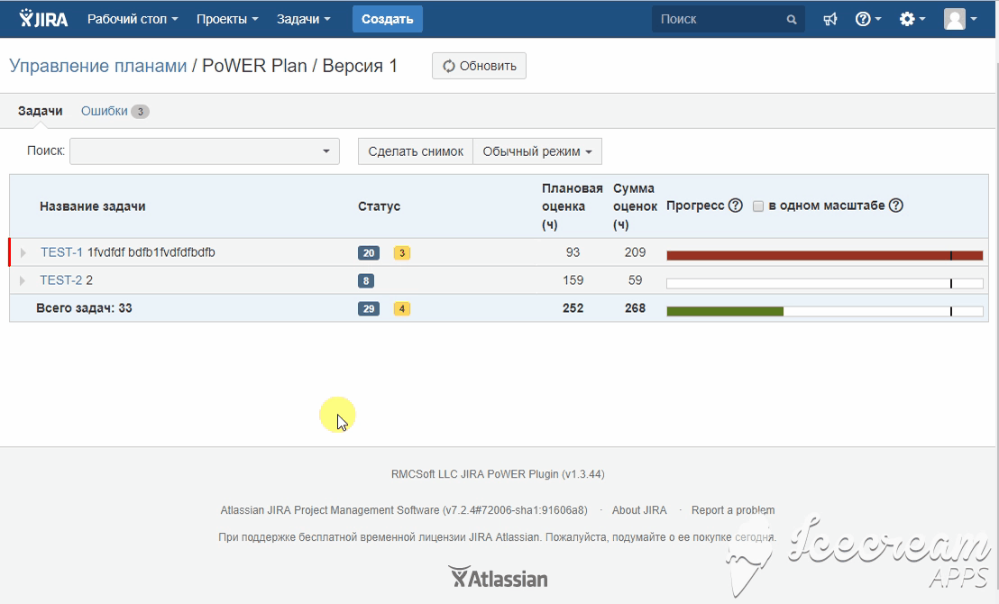 JIRA Рабочий стол Проекты Задачи Создать Поиск
Управление планами / PoWER Plan / Версия 1 Обновить
Задачи Ошибки 3
Поиск: Сделать снимок Обычный режим
Название задачи Статус Плановая оценка (ч) Сумма оценок (ч) Прогресс ? в одном масштабе ?
TEST-1 1fvdfdf bdfb1fvdfdfbdfb 20 3 93 209
TEST-2 2 8 159 59
Всего задач: 33 29 4 252 268
RMCSoft LLC JIRA PoWER Plugin (v1.3.44)
Atlassian JIRA Project Management Software (v7.2.4#72006-sha1:91606a8) · About JIRA · Report a problem
При поддержке бесплатной временной лицензии JIRA Atlassian. Пожалуйста, подумайте о ее покупке сегодня.
Atlassian
Icecream
APPS